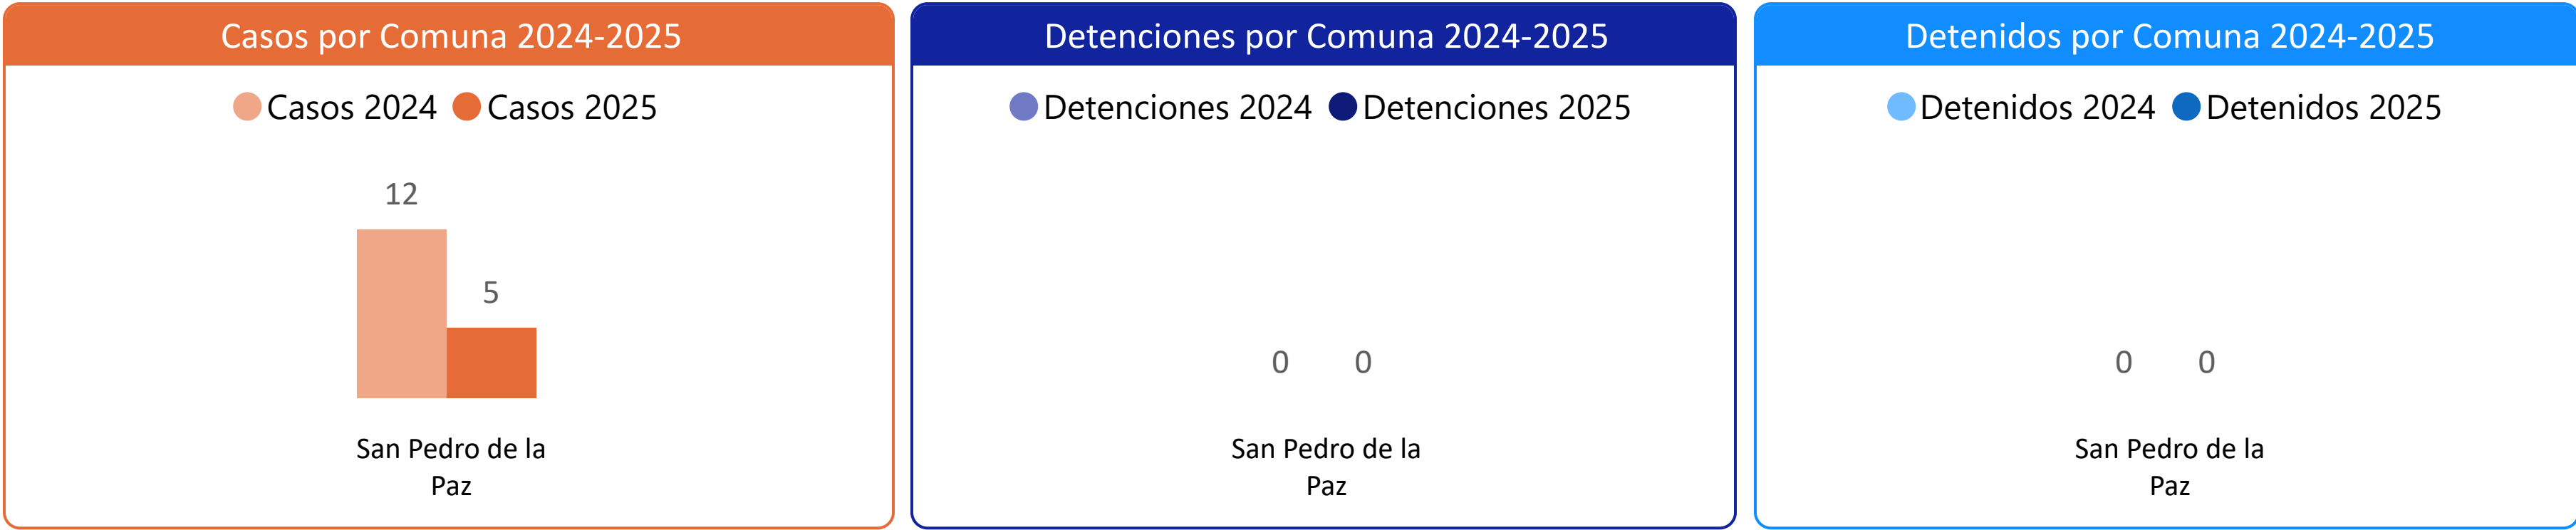 Casos por Comuna 2024-2025
Casos 2024 Casos 2025
12
5
San Pedro de la
Paz
Detenciones por Comuna 2024-2025
Detenciones 2024 Detenciones 2025
0 0
San Pedro de la
Paz
Detenidos por Comuna 2024-2025
Detenidos 2024 Detenidos 2025
0 0
San Pedro de la
Paz